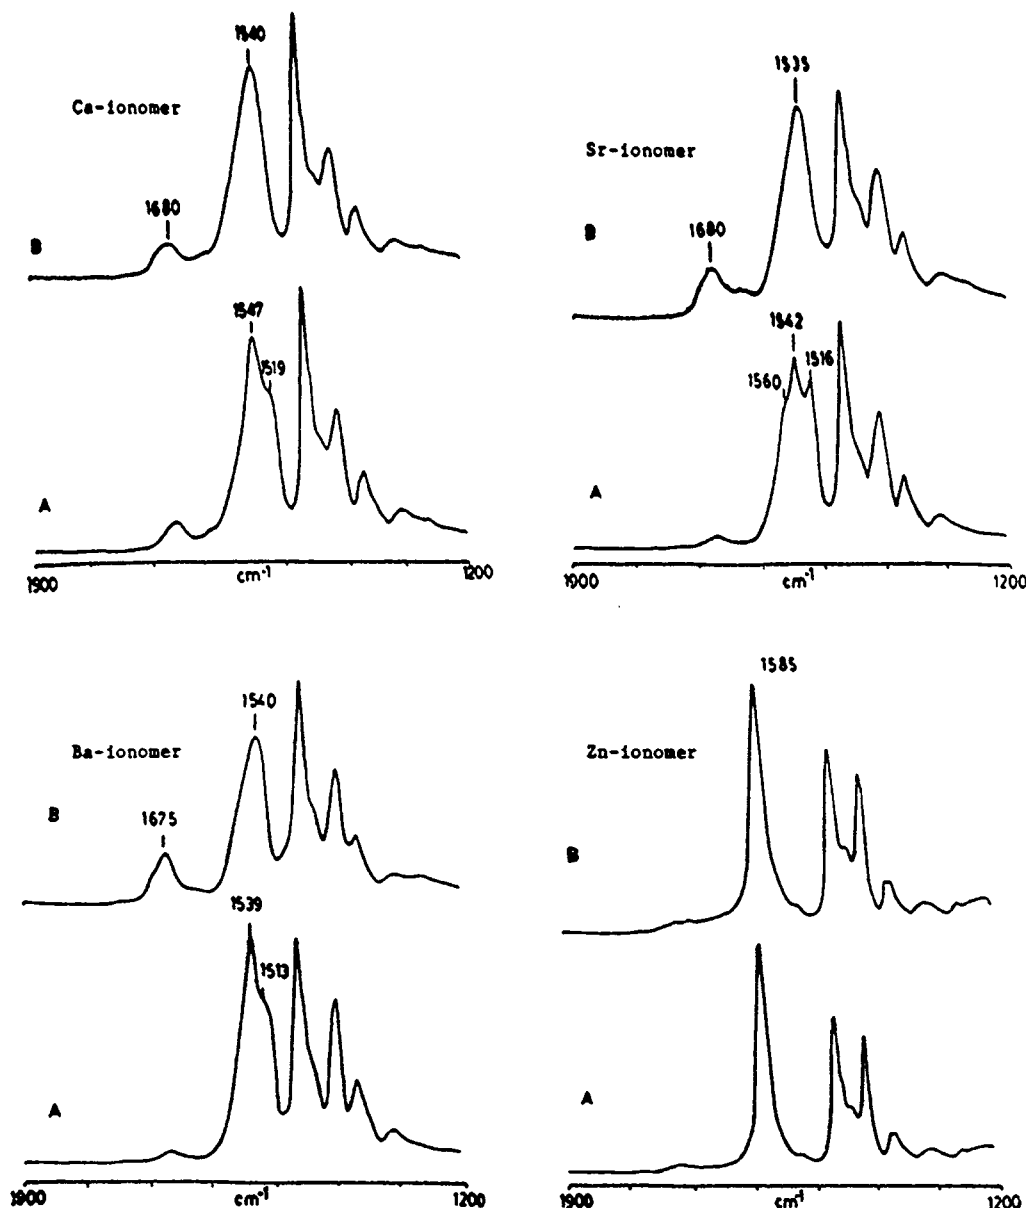 1540
Ca-ionomer
1680
B
1547
1519
A
1900
cm-1
1200
1535
Sr-ionomer
1680
B
1542
1560
1516
A
1900
cm-1
1200
1540
Ba-ionomer
1675
B
1539
1513
A
1900
cm-1
1200
1585
Zn-ionomer
B
A
1900
cm-1
1200